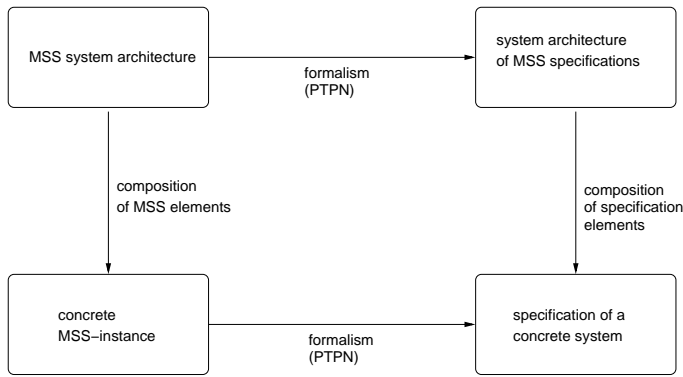 MSS system architecture
system architecture
of MSS specifications
formalism
(PTPN)
composition
of MSS elements
composition
of specification
elements
concrete
MSS−instance
specification of a
concrete system
formalism
(PTPN)